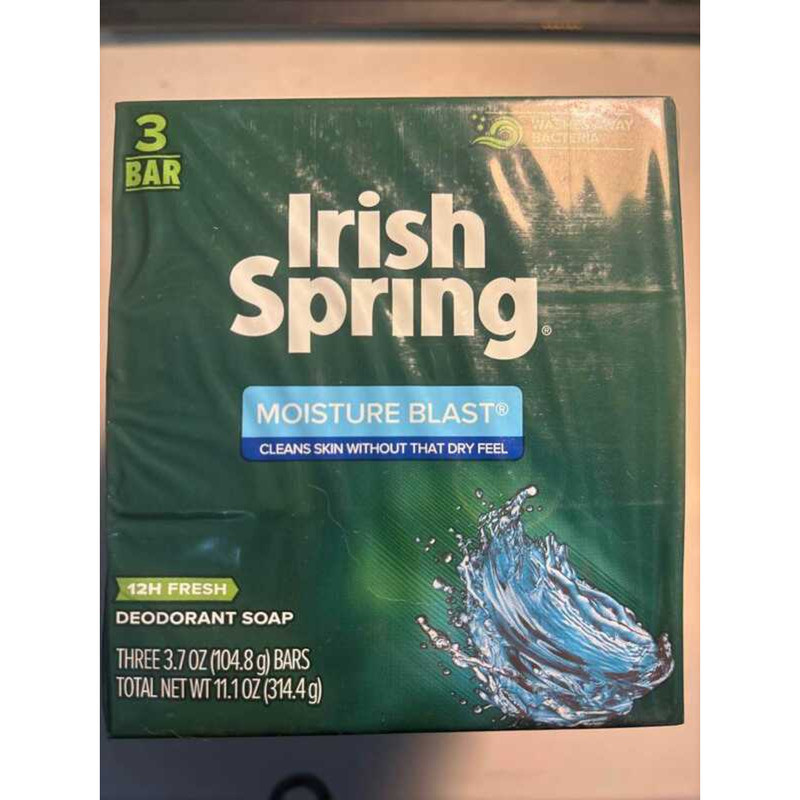 3
BAR
WASHES AWAY
BACTERIA
Irish
Spring®
MOISTURE BLAST®
CLEANS SKIN WITHOUT THAT DRY FEEL
12H FRESH
DEODORANT SOAP
THREE 3.7 OZ (104.8 g) BARS
TOTAL NET WT 11.1 OZ (314.4 g)